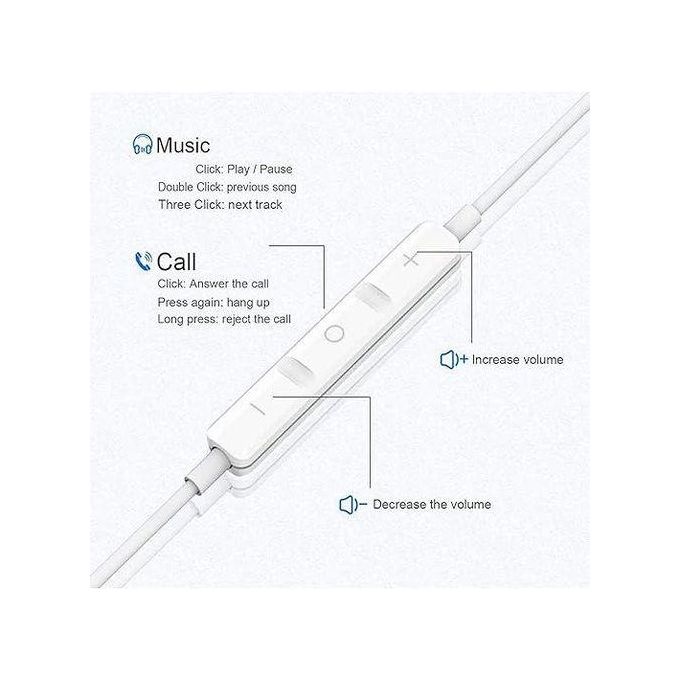 Music
Click: Play / Pause
Double Click: previous song
Three Click: next track
Call
Click: Answer the call
Press again: hang up
Long press: reject the call
+
Increase volume
Decrease the volume